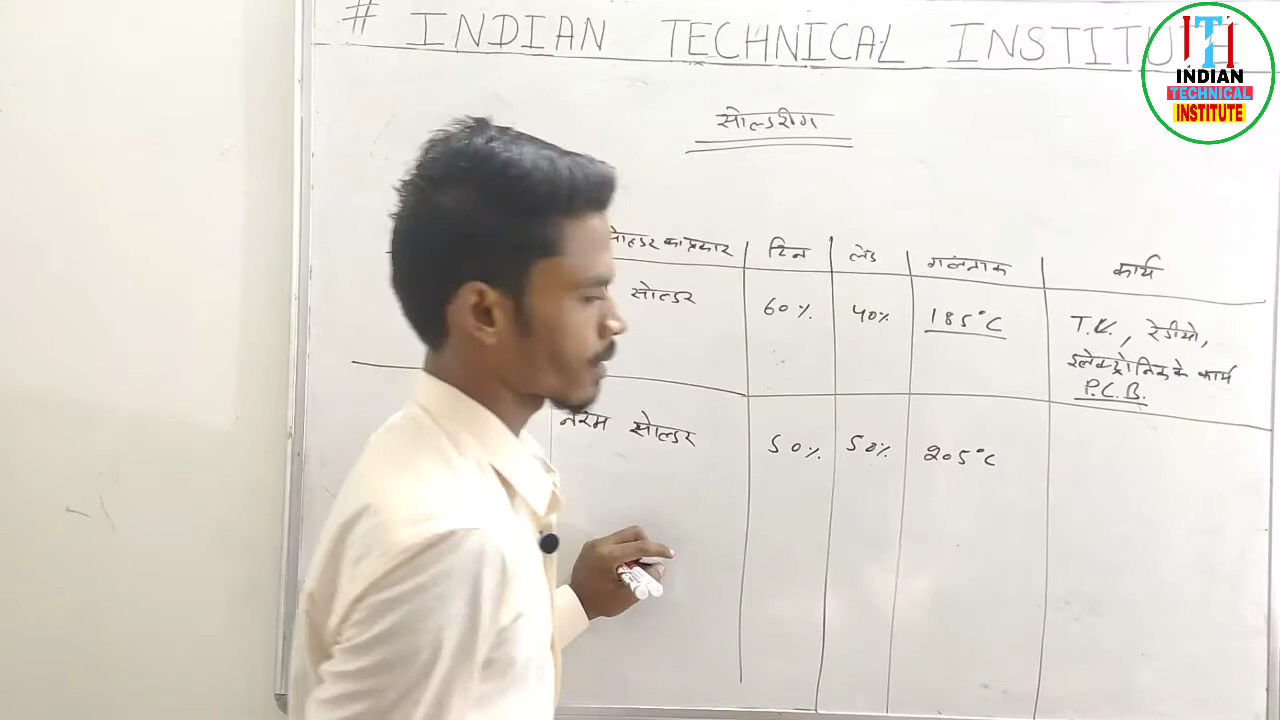 # INDIAN TECHNICAL INSTITU
ITI
INDIAN
TECHNICAL
INSTITUTE
सोल्डरींग
सोल्डर का प्रकार टिन लेड गलनांक कार्य
सोल्डर 60% 40% 185°C T.V., रेडीयो,
इलेक्ट्रोनिक के कार्य
P.C.B.
नरम सोल्डर 50% 50% 205°C